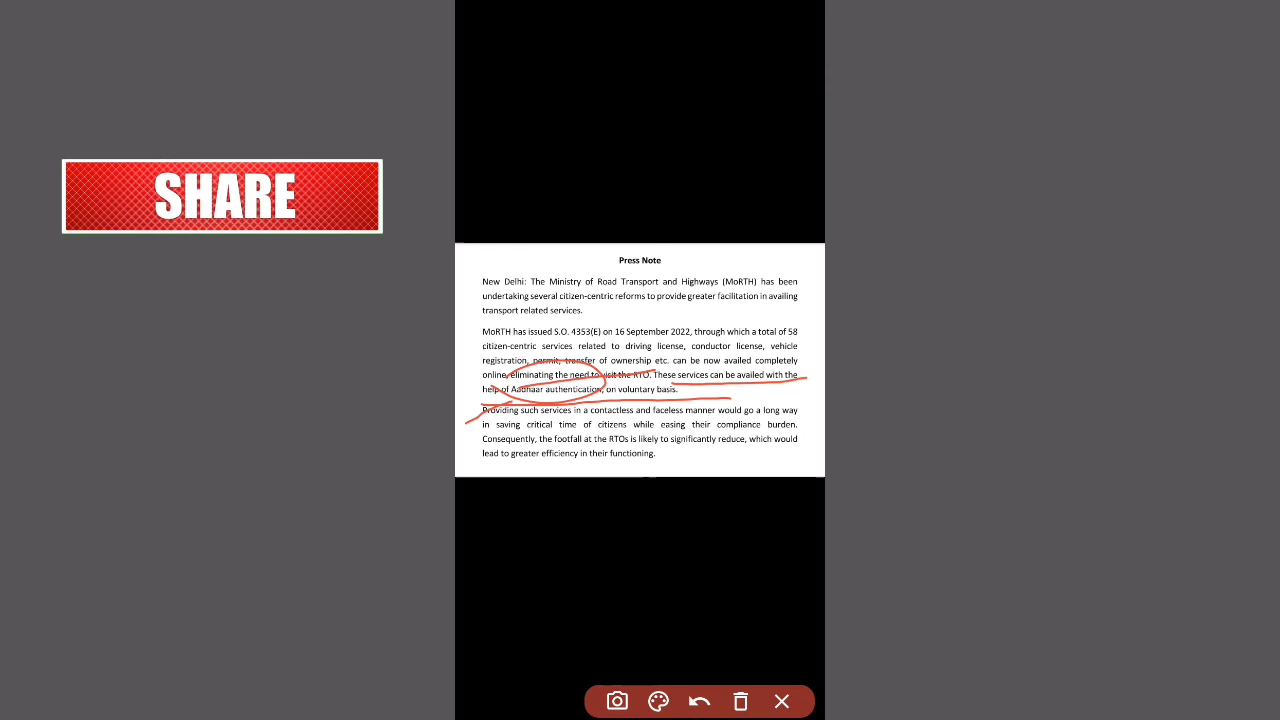 SHARE
Press Note
New Delhi: The Ministry of Road Transport and Highways (MoRTH) has been
undertaking several citizen-centric reforms to provide greater facilitation in availing
transport related services.
MoRTH has issued S.O. 4353(E) on 16 September 2022, through which a total of 58
citizen-centric services related to driving license, conductor license, vehicle
registration, permit, transfer of ownership etc. can be now availed completely
online, eliminating the need to visit the RTO. These services can be availed with the
help of Aadhaar authentication, on voluntary basis.
Providing such services in a contactless and faceless manner would go a long way
in saving critical time of citizens while easing their compliance burden.
Consequently, the footfall at the RTOs is likely to significantly reduce, which would
lead to greater efficiency in their functioning.